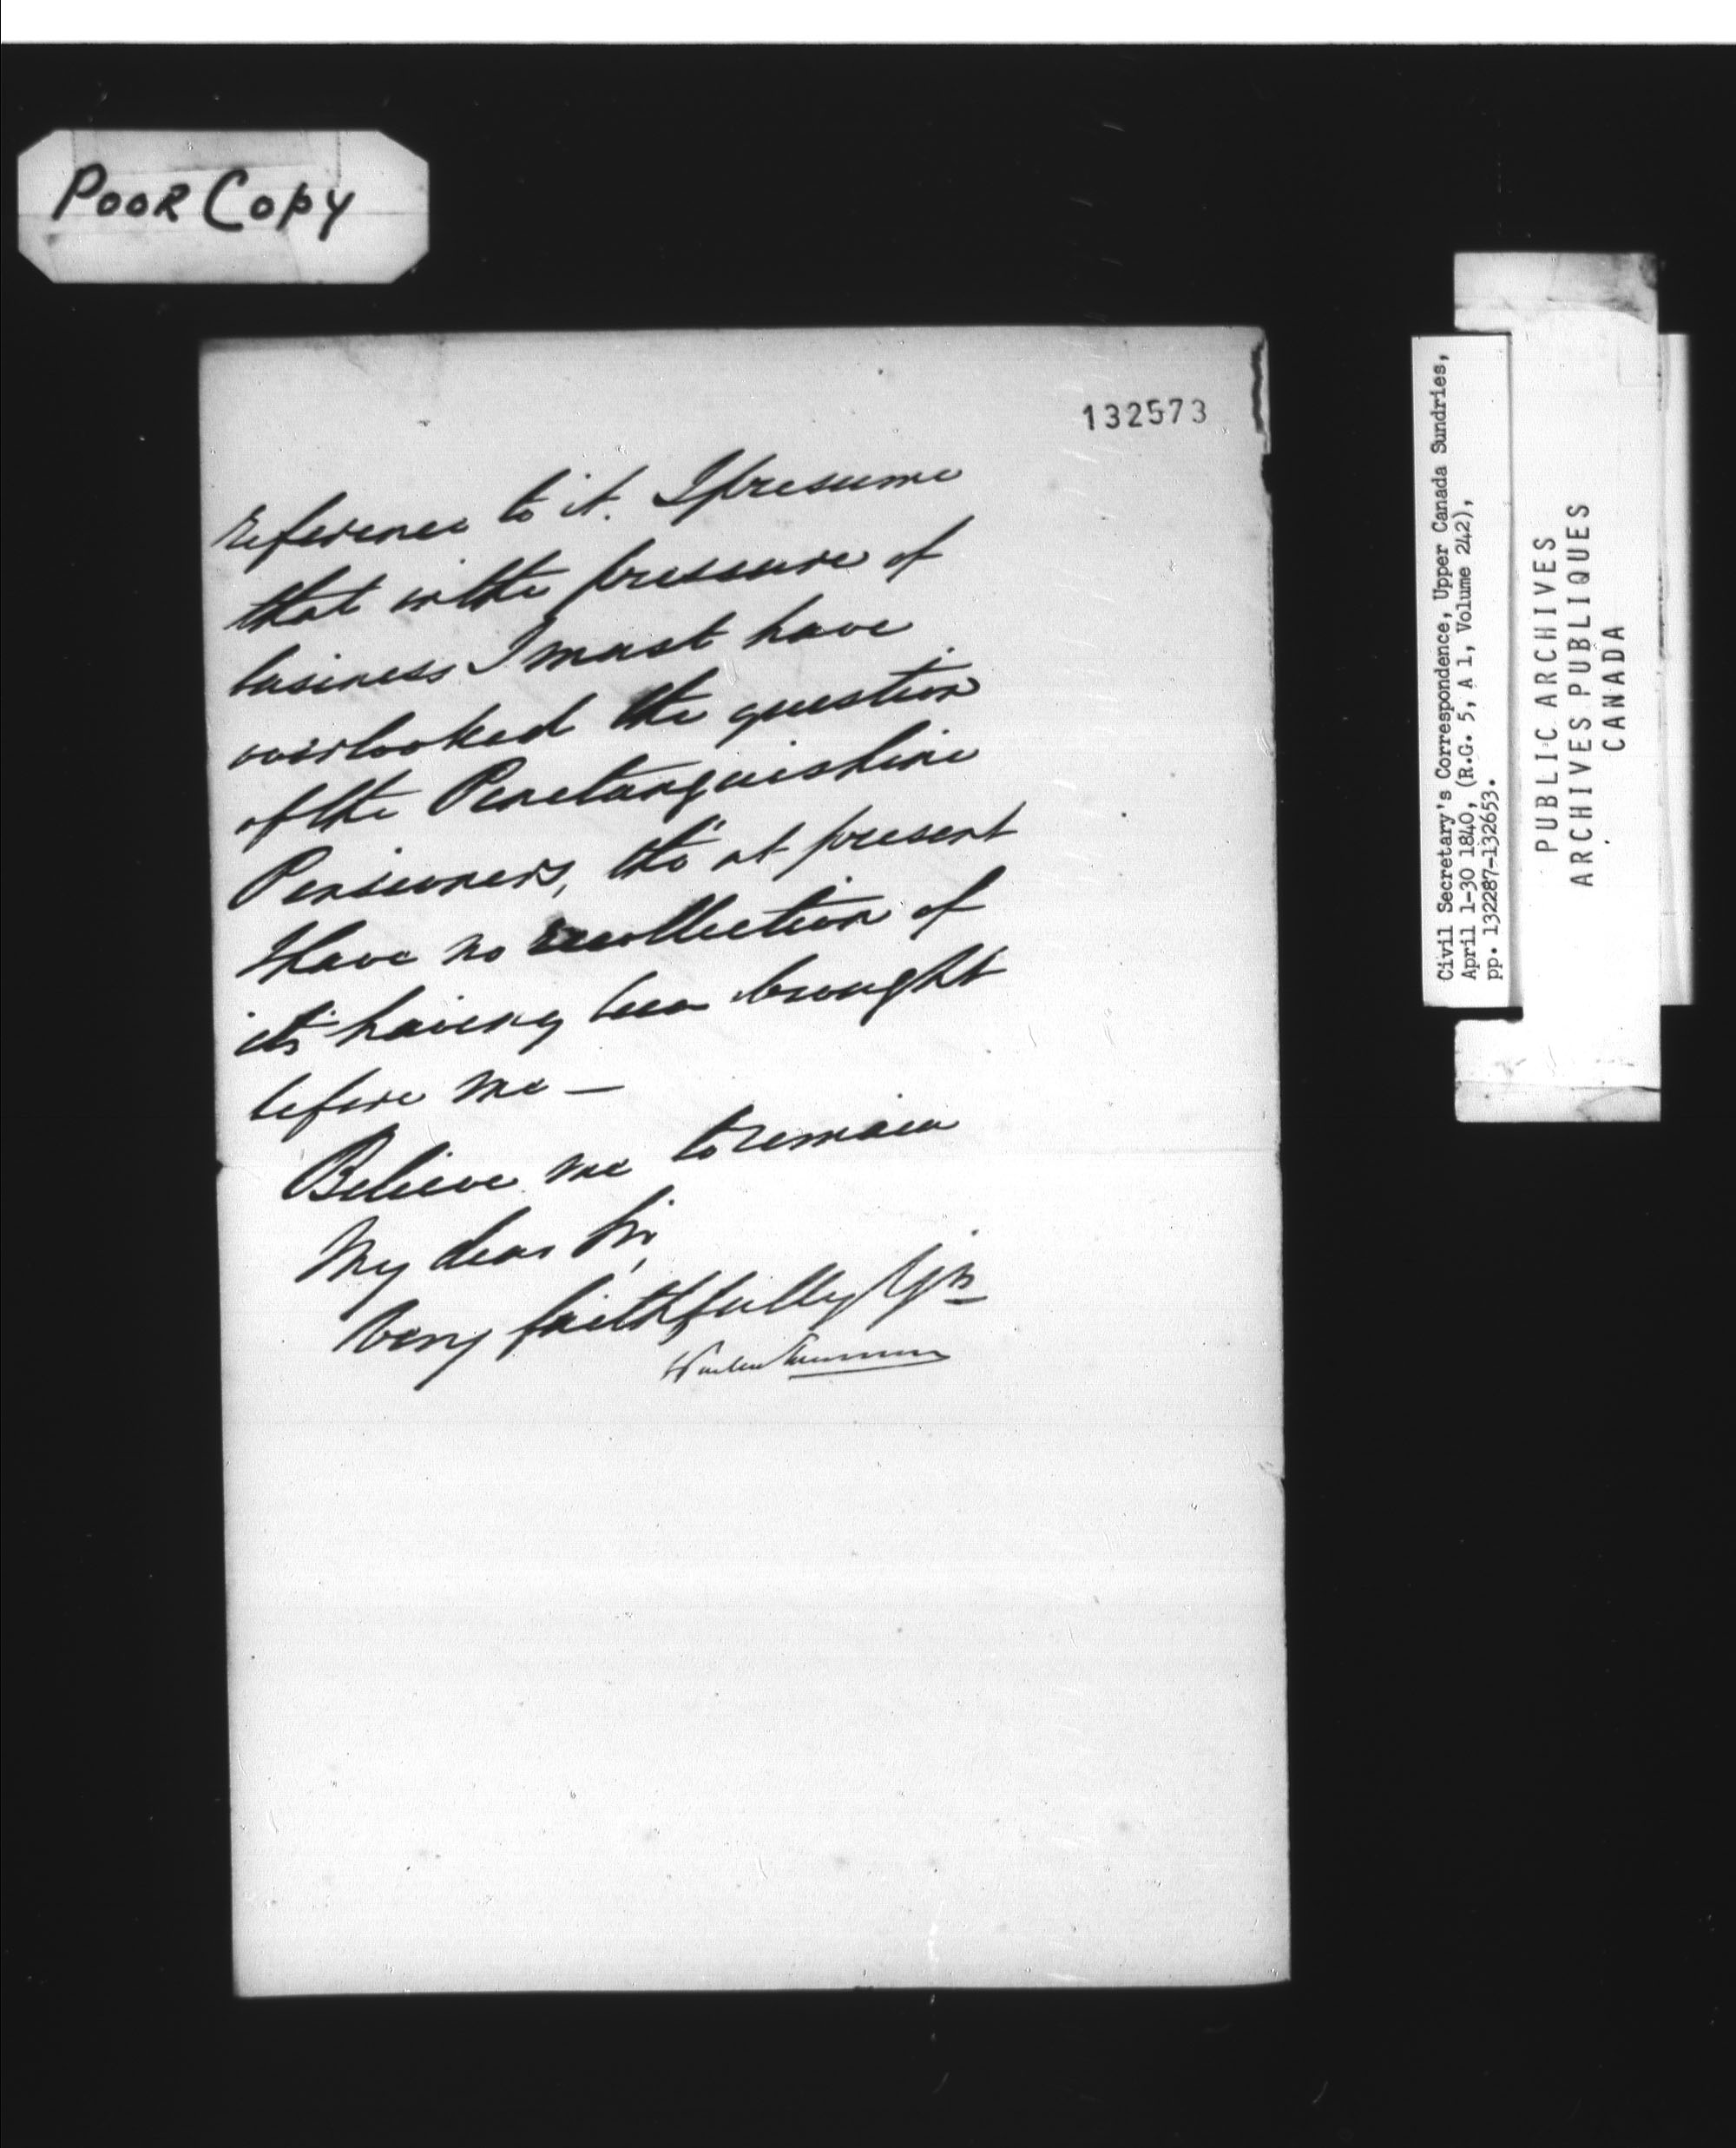 Poor Copy
132573
reference to it. I presume
that in the pressure of
business I must have
overlooked the question
of the Penetanguishine
Pensioners, tho' at present
I have no recollection of
its having been brought
before me —
Believe me to remain
My dear Sir,
Very faithfully Yrs
Civil Secretary's Correspondence, Upper Canada Sundries,
April 1-30 1840, (R.G. 5, A 1, Volume 242),
pp. 132287-132653.
PUBLIC ARCHIVES
ARCHIVES PUBLIQUES
CANADA